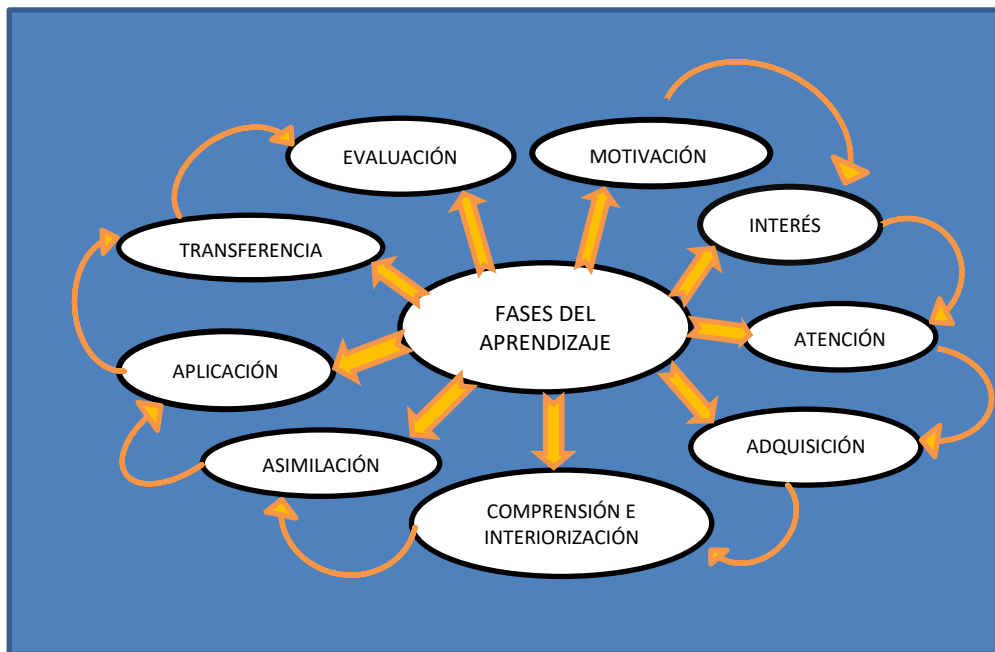 EVALUACIÓN
MOTIVACIÓN
INTERÉS
TRANSFERENCIA
FASES DEL
APRENDIZAJE
ATENCIÓN
APLICACIÓN
ADQUISICIÓN
ASIMILACIÓN
COMPRENSIÓN E
INTERIORIZACIÓN